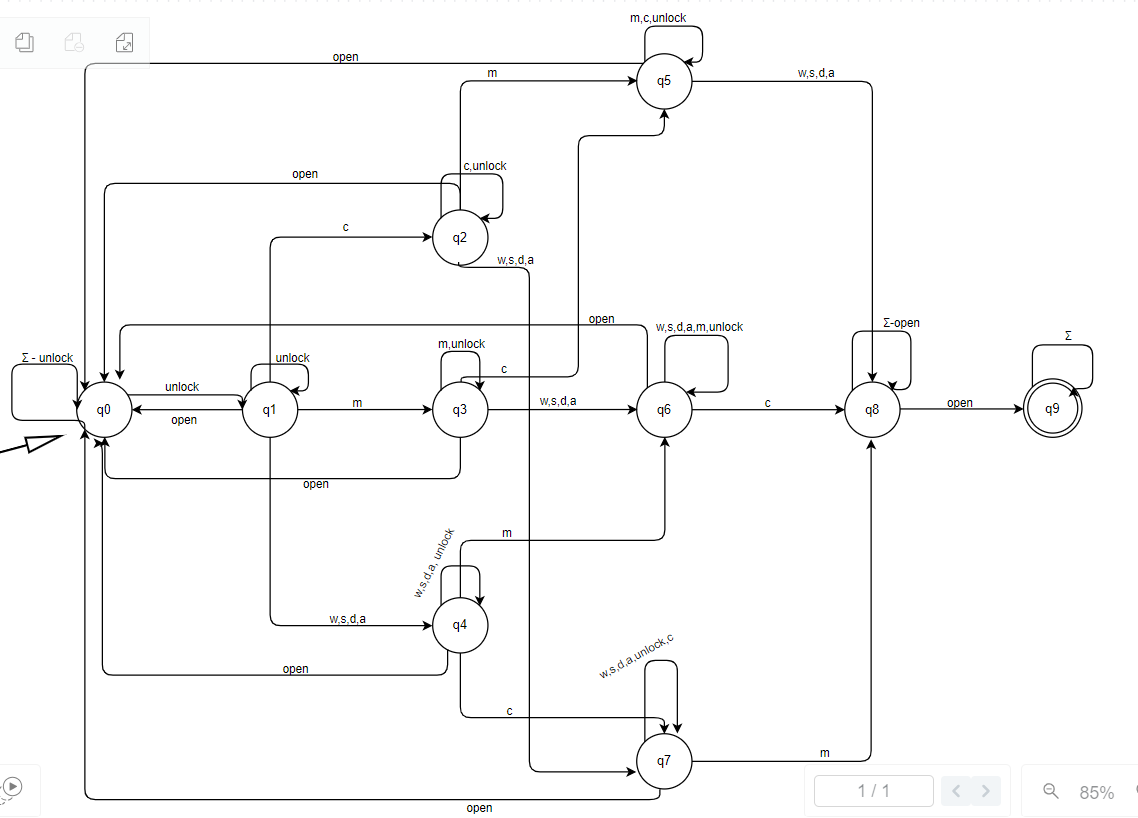 m,c,unlock
open
m
q5
w,s,d,a
c,unlock
open
c
q2
w,s,d,a
open
Σ-open
w,s,d,a,m,unlock
Σ
m,unlock
Σ - unlock
unlock
c
unlock
q0
open
q1
m
q3
w,s,d,a
q6
c
q8
open
q9
open
m
w,s,d,a, unlock
w,s,d,a
q4
w,s,d,a,unlock,c
open
c
q7
m
open
1 / 1
85%